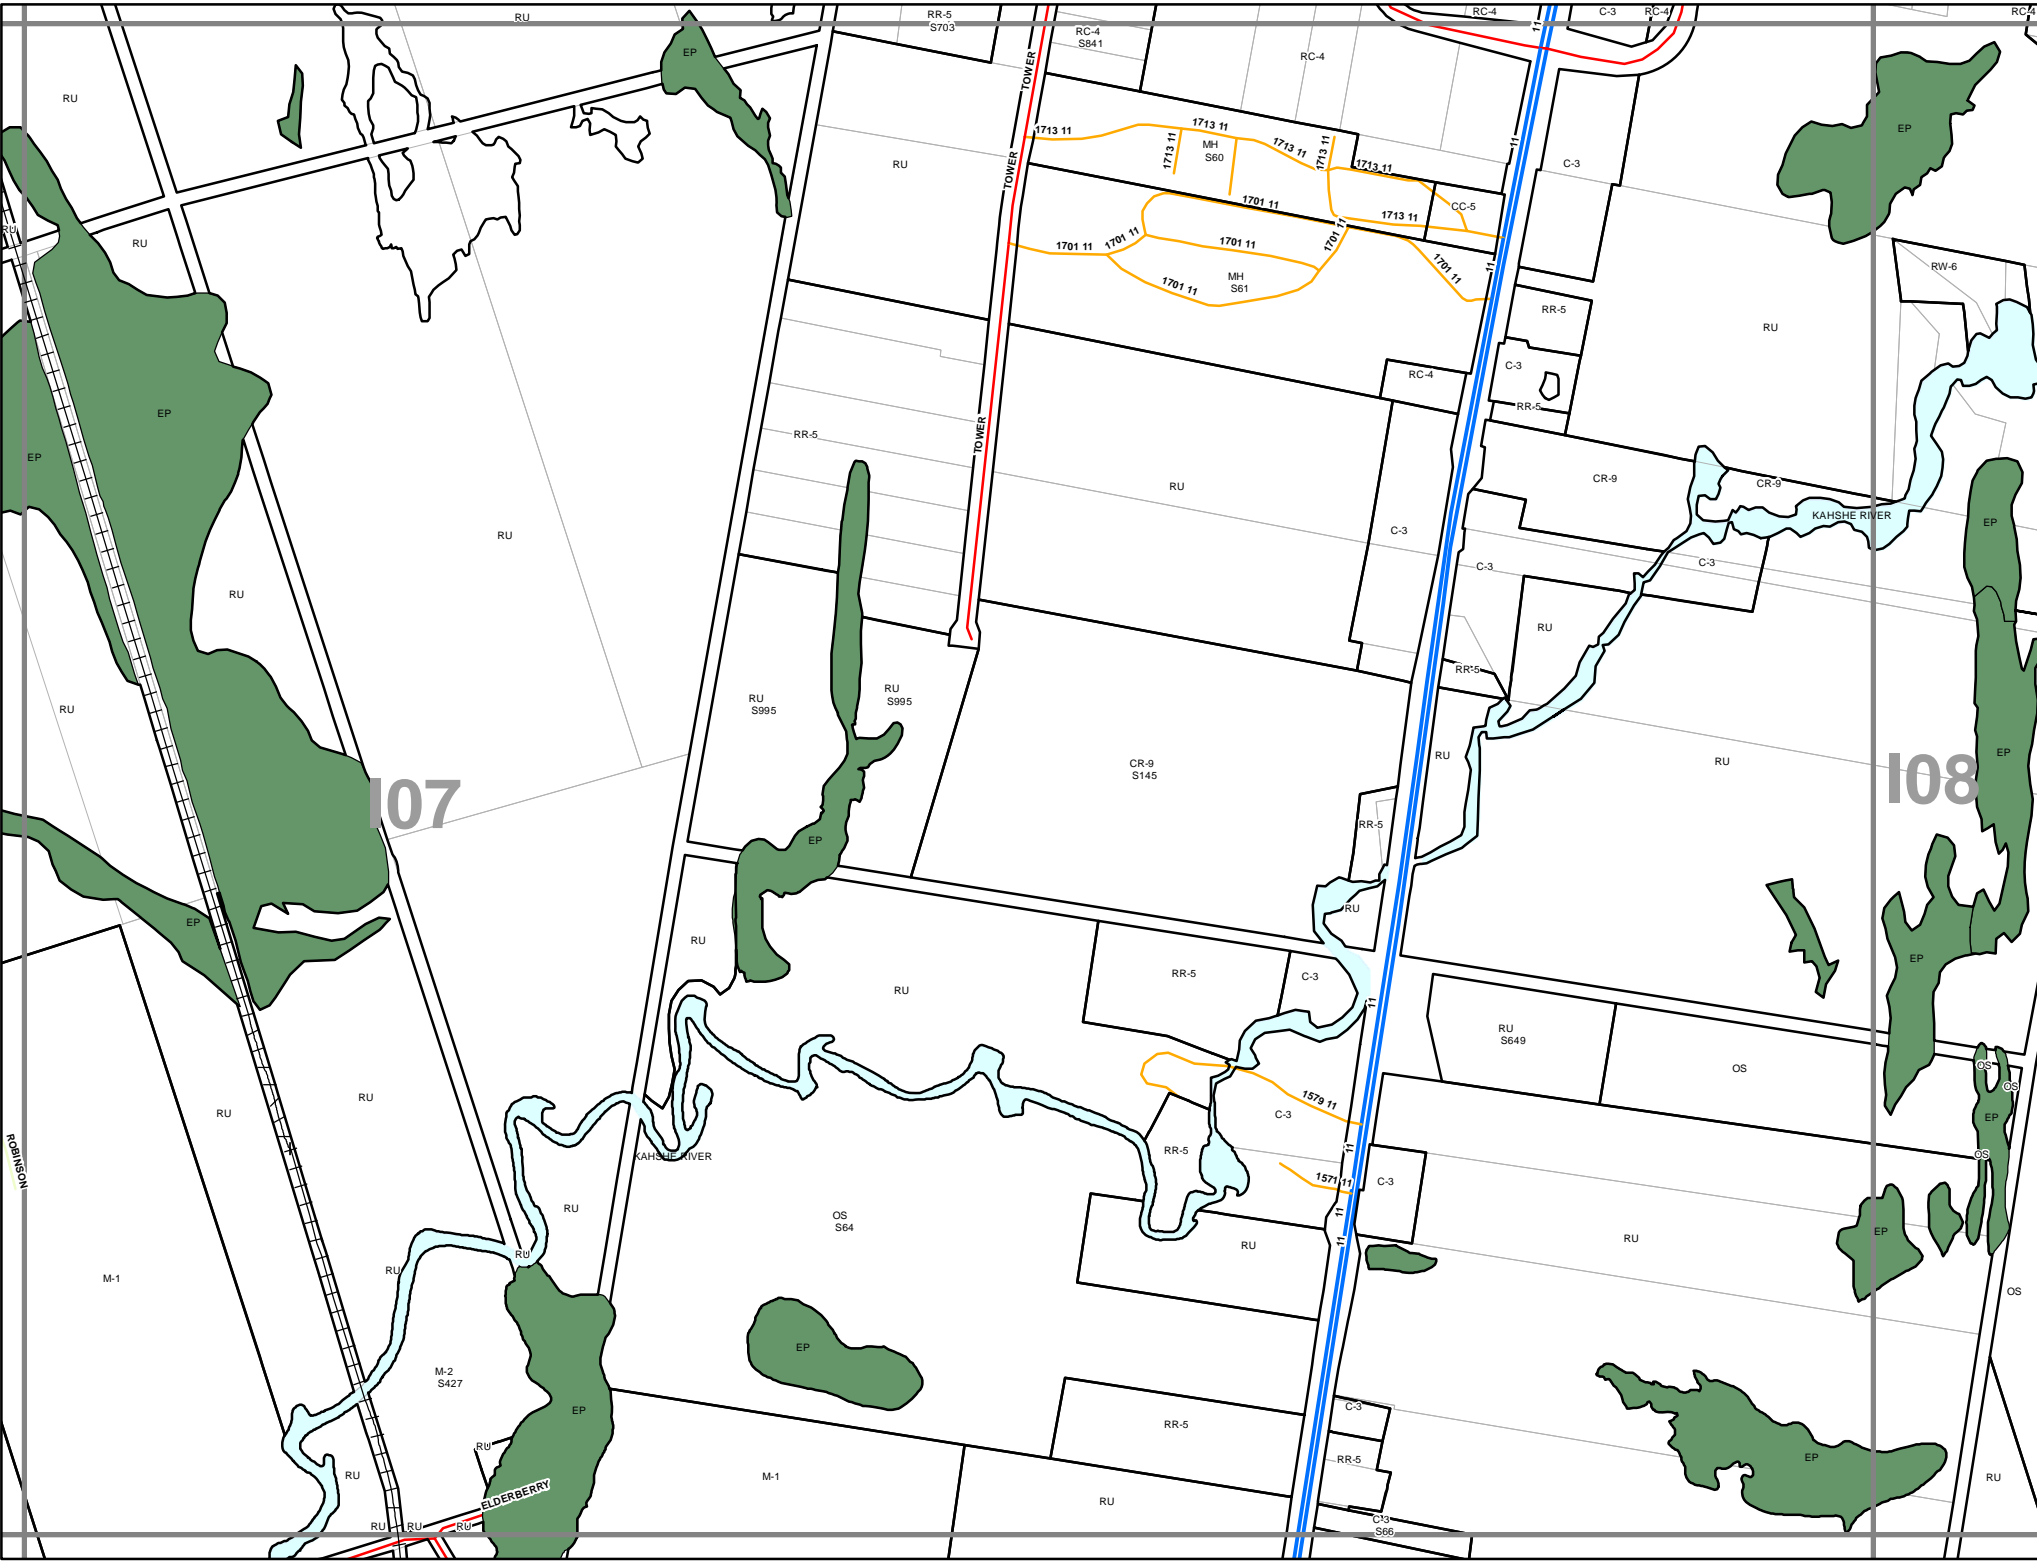 RU
RR-5
S703
RC-4
S841
RC-4
C-3
RC-4
RC-4
11
EP
RC-4
TOWER
RU
EP
1713 11
1713 11
1713 11
1713 11
MH
S60
1713 11
1713 11
11
C-3
RU
TOWER
RU
RU
1701 11
1713 11
CC-5
1701 11
1701 11
1701 11
1701 11
1701 11
MH
S61
1701 11
11
RW-6
RR-5
RU
C-3
RC-4
RR-5
EP
EP
RR-5
TOWER
RU
CR-9
CR-9
KAHSHE RIVER
EP
RU
C-3
C-3
C-3
RU
RU
RR-5
RU
RU
S995
RU
S995
CR-9
S145
RU
RU
EP
I07
I08
RR-5
EP
EP
RU
RU
RU
RR-5
C-3
EP
11
RU
S649
OS
OS
OS
RU
RU
1579 11
C-3
EP
ROBINSON
KAHSHE RIVER
RR-5
11
OS
1571 11
C-3
RU
OS
S64
11
RU
11
RU
EP
RU
RU
M-1
OS
EP
M-2
S427
EP
C-3
RR-5
RU
RR-5
EP
RU
M-1
RU
ELDERBERRY
RU
RU
RU
RU
RU
C-3
S66